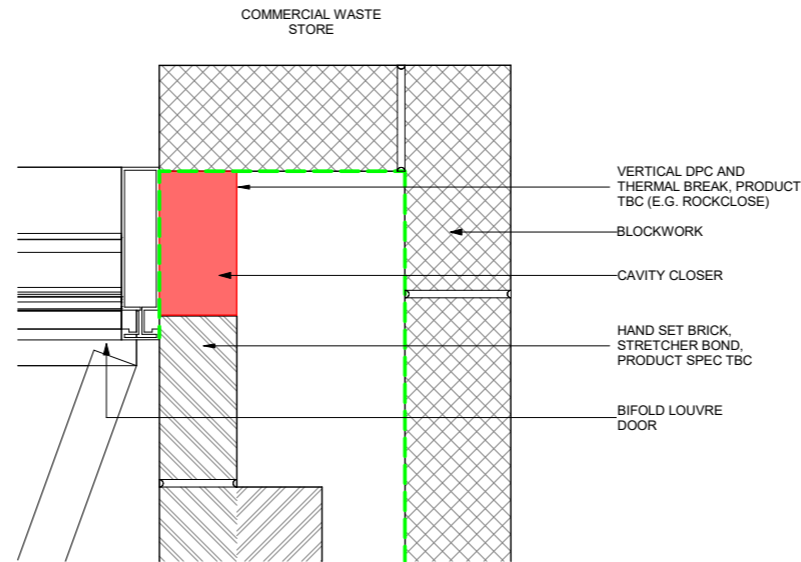 COMMERCIAL WASTE
STORE
VERTICAL DPC AND
THERMAL BREAK, PRODUCT
TBC (E.G. ROCKCLOSE)
BLOCKWORK
CAVITY CLOSER
HAND SET BRICK,
STRETCHER BOND,
PRODUCT SPEC TBC
BIFOLD LOUVRE
DOOR